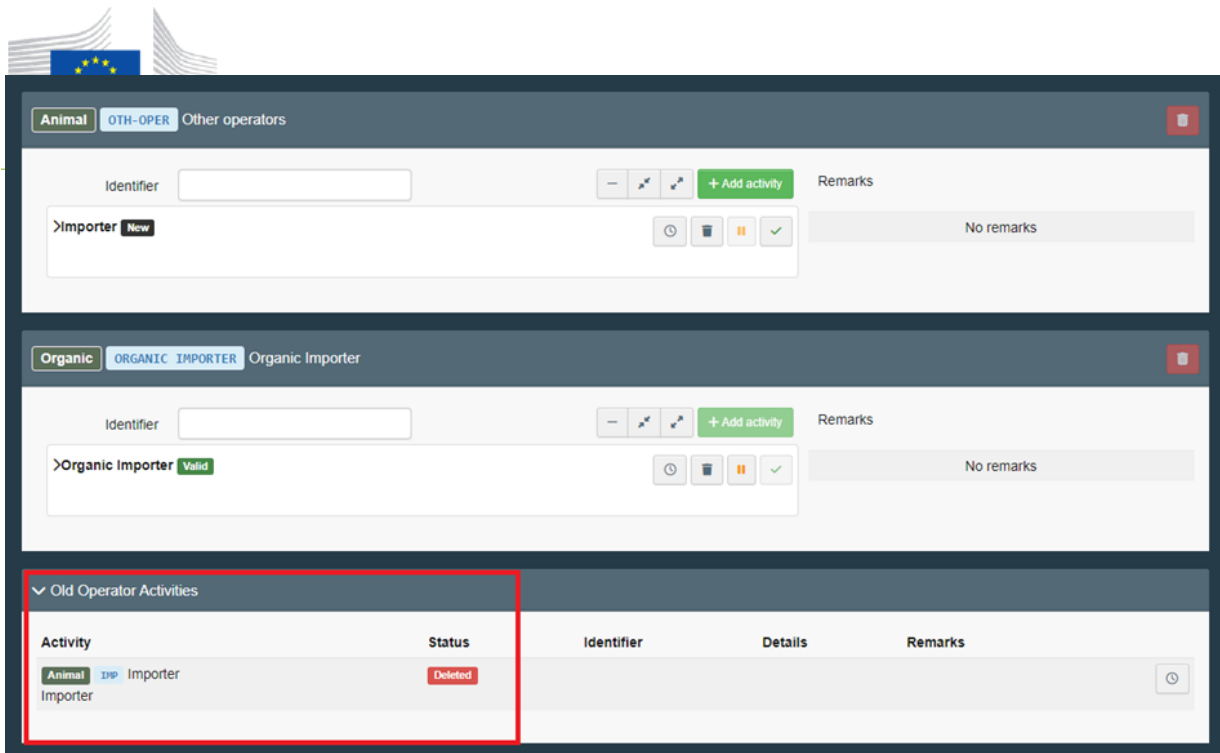 Animal OTH-OPER Other operators
Identifier + Add activity Remarks
Importer New No remarks
Organic ORGANIC IMPORTER Organic Importer
Identifier + Add activity Remarks
Organic Importer Valid No remarks
Old Operator Activities
Activity Status Identifier Details Remarks
Animal IMP Importer Deleted
Importer